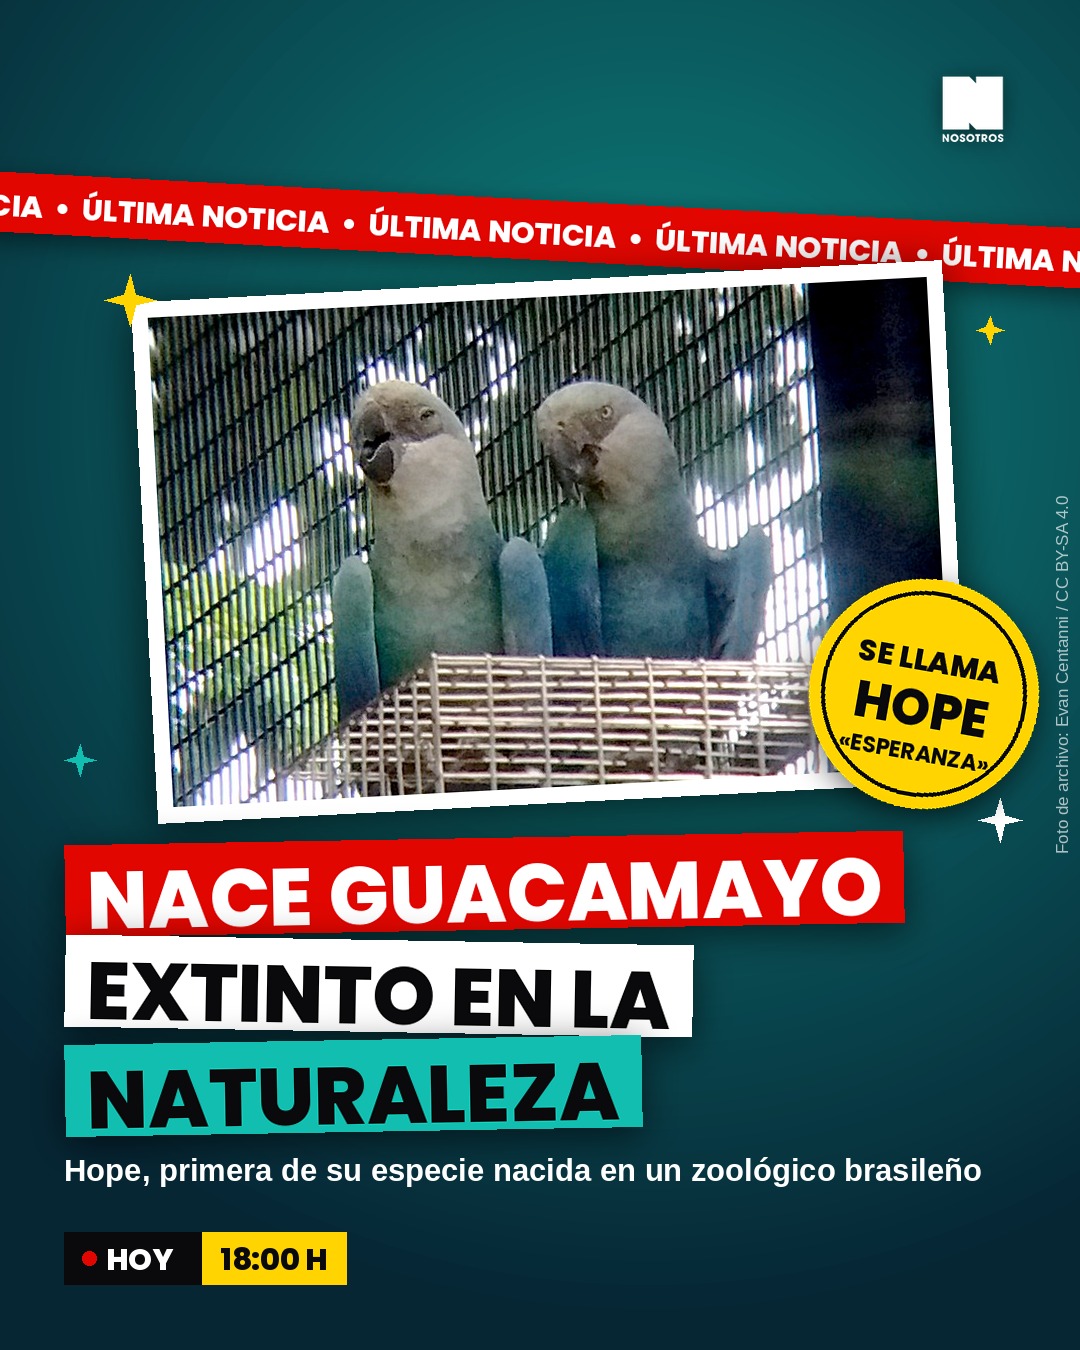 NOSOTROS
CIA • ÚLTIMA NOTICIA • ÚLTIMA NOTICIA • ÚLTIMA NOTICIA • ÚLTIMA N
SE LLAMA
HOPE
«ESPERANZA»
Foto de archivo: Evan Centanni / CC BY-SA 4.0
NACE GUACAMAYO
EXTINTO EN LA
NATURALEZA
Hope, primera de su especie nacida en un zoológico brasileño
HOY 18:00 H